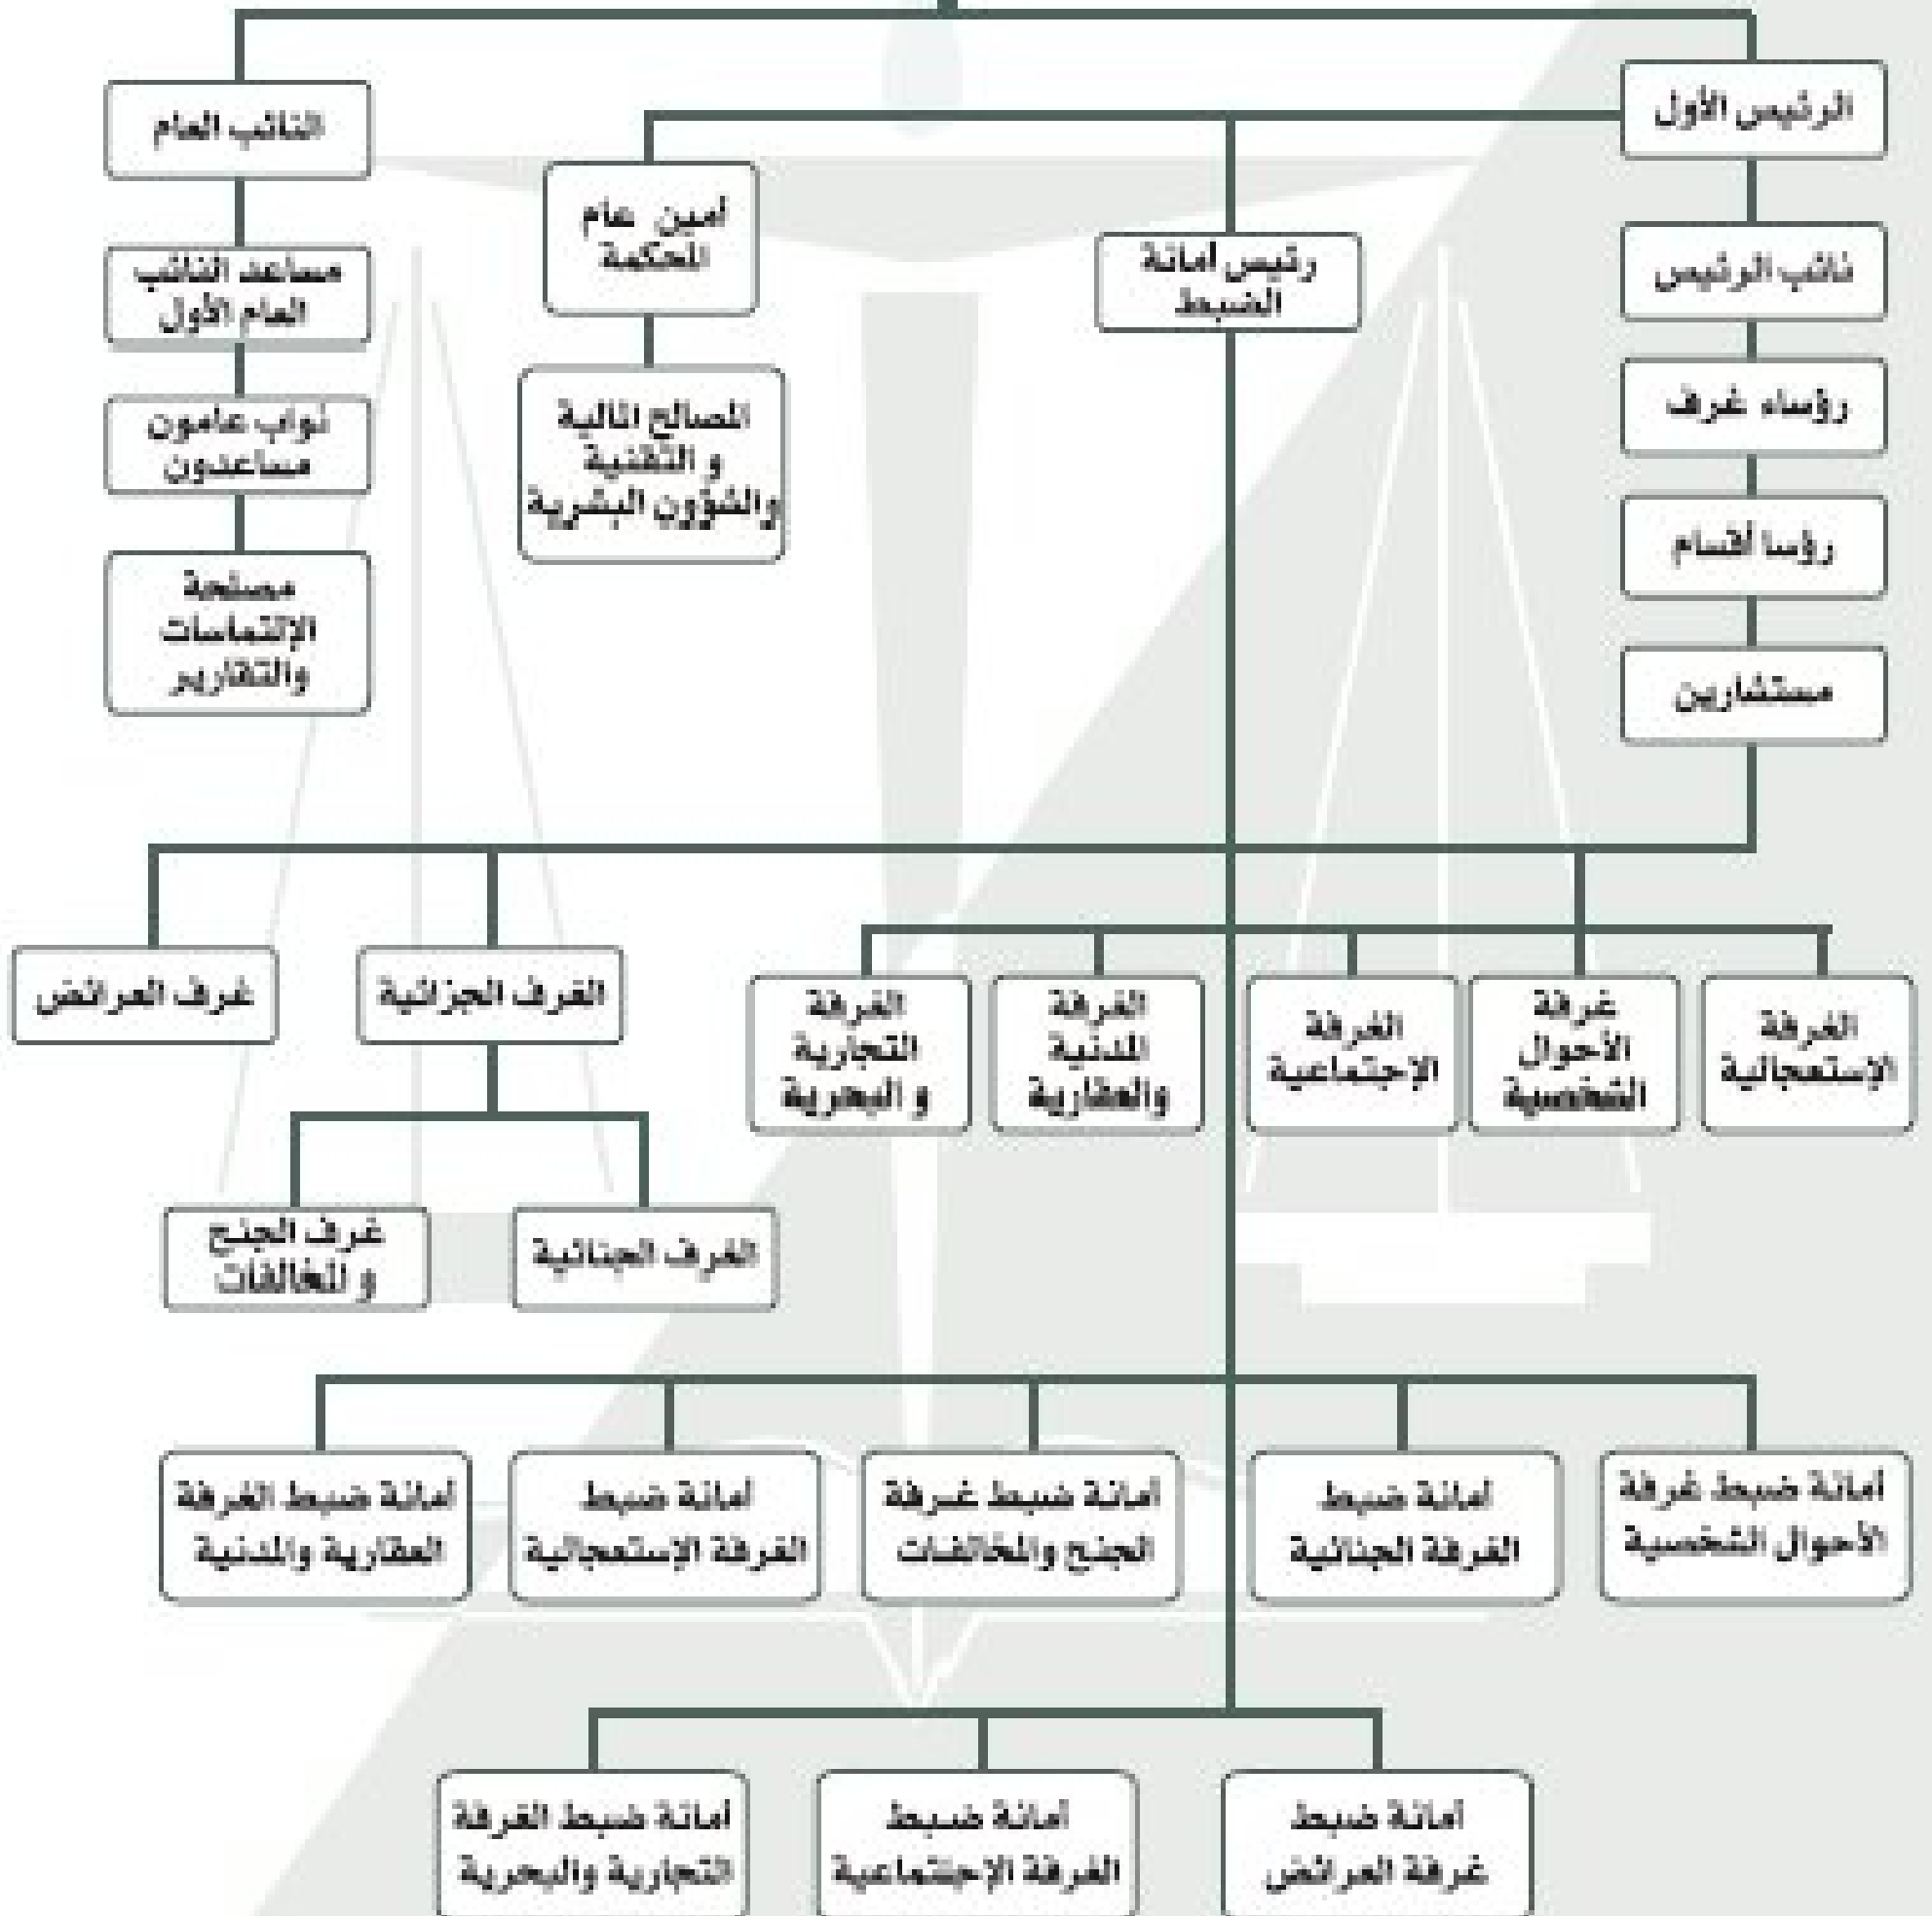 الرئيس الأول
النائب العام
أمين عام
المحكمة
رئيس أمانة
الضبط
نائب الرئيس
مساعد النائب
العام الأول
رؤساء غرف
المصالح المالية
و التقنية
والشؤون البشرية
نواب عامون
مساعدون
رؤسا أقسام
مصلحة
الإلتماسات
والتقارير
مستشارين
الغرفة
الإستعجالية
غرفة
الأحوال
الشخصية
الغرفة
الإجتماعية
الغرفة
المدنية
والعقارية
الغرفة
التجارية
و البحرية
الغرف الجزائية
غرف العرائض
الغرف الجنائية
غرف الجنح
و المخالفات
أمانة ضبط غرفة
الأحوال الشخصية
أمانة ضبط
الغرفة الجنائية
أمانة ضبط غرفة
الجنح والمخالفات
أمانة ضبط
الغرفة الإستعجالية
أمانة ضبط الغرفة
العقارية والمدنية
أمانة ضبط
غرفة العرائض
أمانة ضبط
الغرفة الإجتماعية
أمانة ضبط الغرفة
التجارية والبحرية